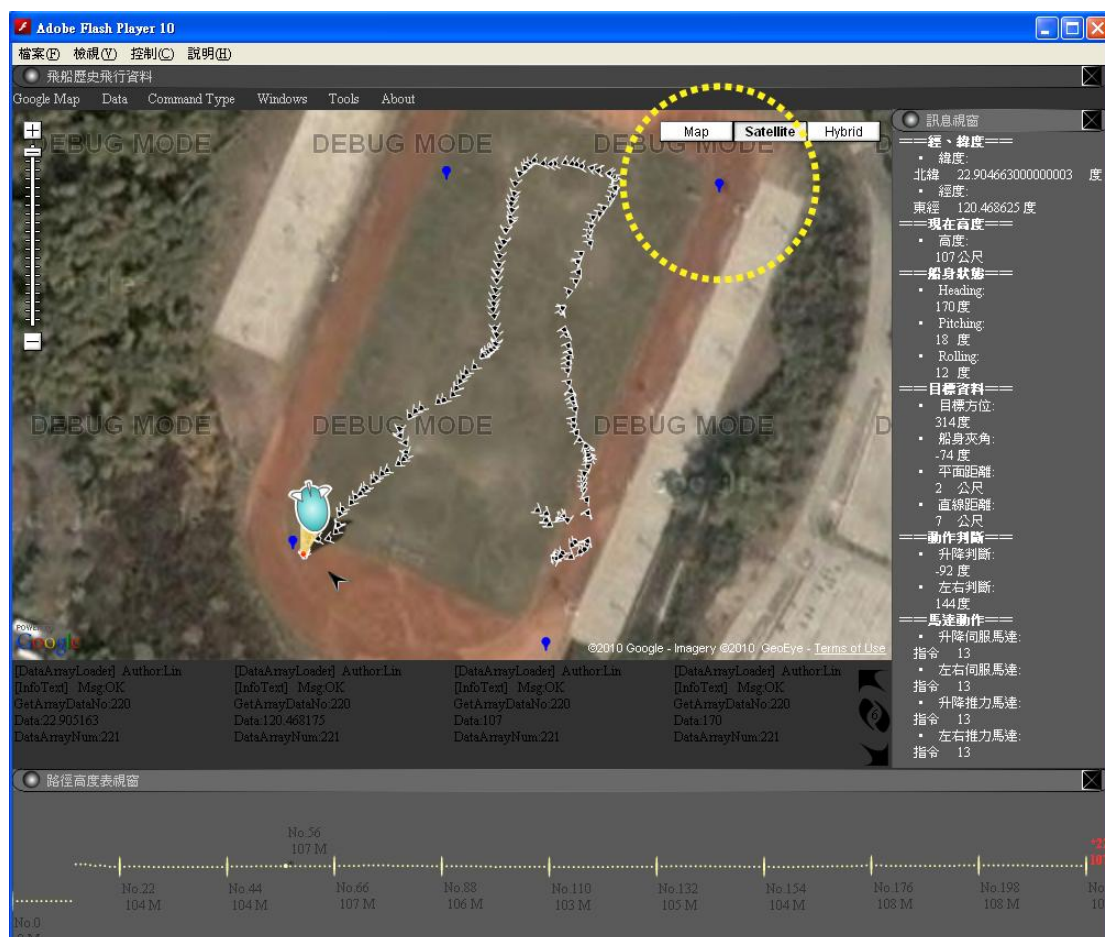 Adobe Flash Player 10
檔案(F) 檢視(V) 控制(C) 說明(H)
飛船歷史飛行資料
Google Map Data Command Type Windows Tools About
DEBUG MODE DEBUG MODE DEBUG MODE D
Map Satellite Hybrid
DEBUG MODE DEBUG MODE DEBUG MODE D
POWERED
Google
©2010 Google - Imagery ©2010 GeoEye - Terms of Use
訊息視窗
==經、緯度==
緯度:
北緯 22.904663000000003 度
經度:
東經 120.468625 度
==現在高度==
高度:
107公尺
==船身狀態==
Heading:
170 度
Pitching:
18 度
Rolling:
12 度
==目標資料==
目標方位:
314度
船身夾角:
-74 度
平面距離:
2 公尺
直線距離:
7 公尺
==動作判斷==
升降判斷:
-92 度
左右判斷:
144度
==馬達動作==
升降伺服馬達:
指令 13
左右伺服馬達:
指令 13
升降推力馬達:
指令 13
左右推力馬達:
指令 13
[DataArrayLoader] Author:Lin
[InfoText] Msg:OK
GetArrayDataNo:220
Data:22.905163
DataArrayNum:221
[DataArrayLoader] Author:Lin
[InfoText] Msg:OK
GetArrayDataNo:220
Data:120.468175
DataArrayNum:221
[DataArrayLoader] Author:Lin
[InfoText] Msg:OK
GetArrayDataNo:220
Data:107
DataArrayNum:221
[DataArrayLoader] Author:Lin
[InfoText] Msg:OK
GetArrayDataNo:220
Data:170
DataArrayNum:221
6
路徑高度表視窗
No.56
107 M
No.22 No.44 No.66 No.88 No.110 No.132 No.154 No.176 No.198 No
104 M 104 M 107 M 106 M 103 M 105 M 104 M 108 M 108 M 10
No.0
0 M